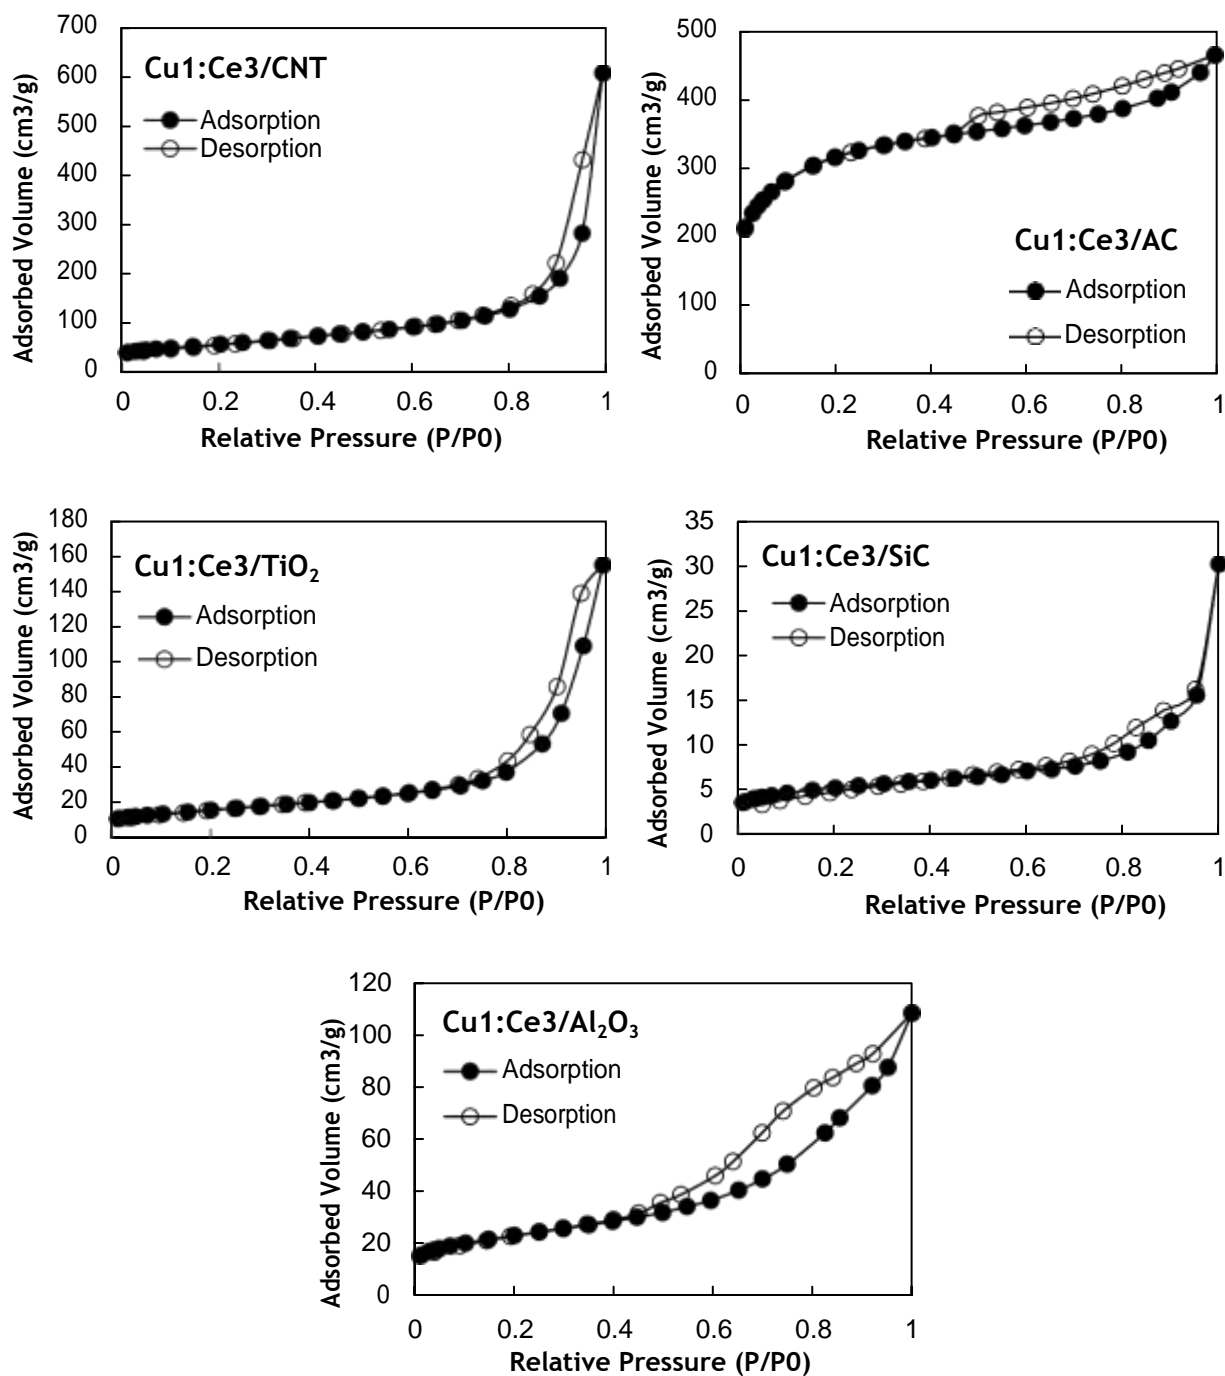 Cu1:Ce3/CNT
Adsorption
Desorption
Adsorbed Volume (cm3/g)
700
600
500
400
300
200
100
0
0 0.2 0.4 0.6 0.8 1
Relative Pressure (P/P0)
Cu1:Ce3/AC
Adsorption
Desorption
Adsorbed Volume (cm3/g)
500
400
300
200
100
0
0 0.2 0.4 0.6 0.8 1
Relative Pressure (P/P0)
Cu1:Ce3/TiO₂
Adsorption
Desorption
Adsorbed Volume (cm3/g)
180
160
140
120
100
80
60
40
20
0
0 0.2 0.4 0.6 0.8 1
Relative Pressure (P/P0)
Cu1:Ce3/SiC
Adsorption
Desorption
Adsorbed Volume (cm3/g)
35
30
25
20
15
10
5
0
0 0.2 0.4 0.6 0.8 1
Relative Pressure (P/P0)
Cu1:Ce3/Al₂O₃
Adsorption
Desorption
Adsorbed Volume (cm3/g)
120
100
80
60
40
20
0
0 0.2 0.4 0.6 0.8 1
Relative Pressure (P/P0)